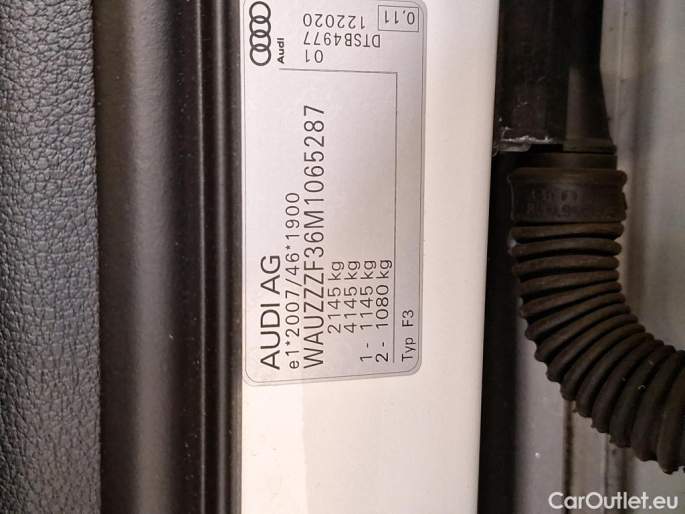 AUDI AG
e1*2007/46*1900
WAUZZZF36M1065287
2145 kg
4145 kg
1 - 1145 kg
2 - 1080 kg
Typ F3
Audi
01
DTSB4977
122020
0,11
CarOutlet.eu